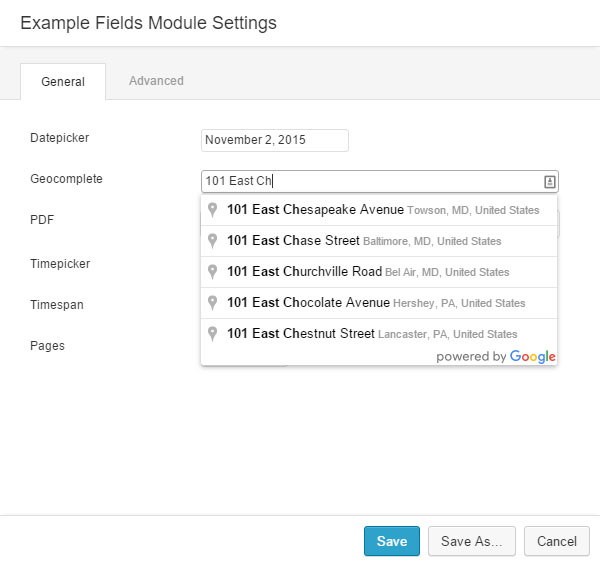 Example Fields Module Settings
General Advanced
Datepicker November 2, 2015
Geocomplete 101 East Ch
PDF
Timepicker
Timespan
Pages
101 East Chesapeake Avenue Towson, MD, United States
101 East Chase Street Baltimore, MD, United States
101 East Churchville Road Bel Air, MD, United States
101 East Chocolate Avenue Hershey, PA, United States
101 East Chestnut Street Lancaster, PA, United States
powered by Google
Save Save As... Cancel